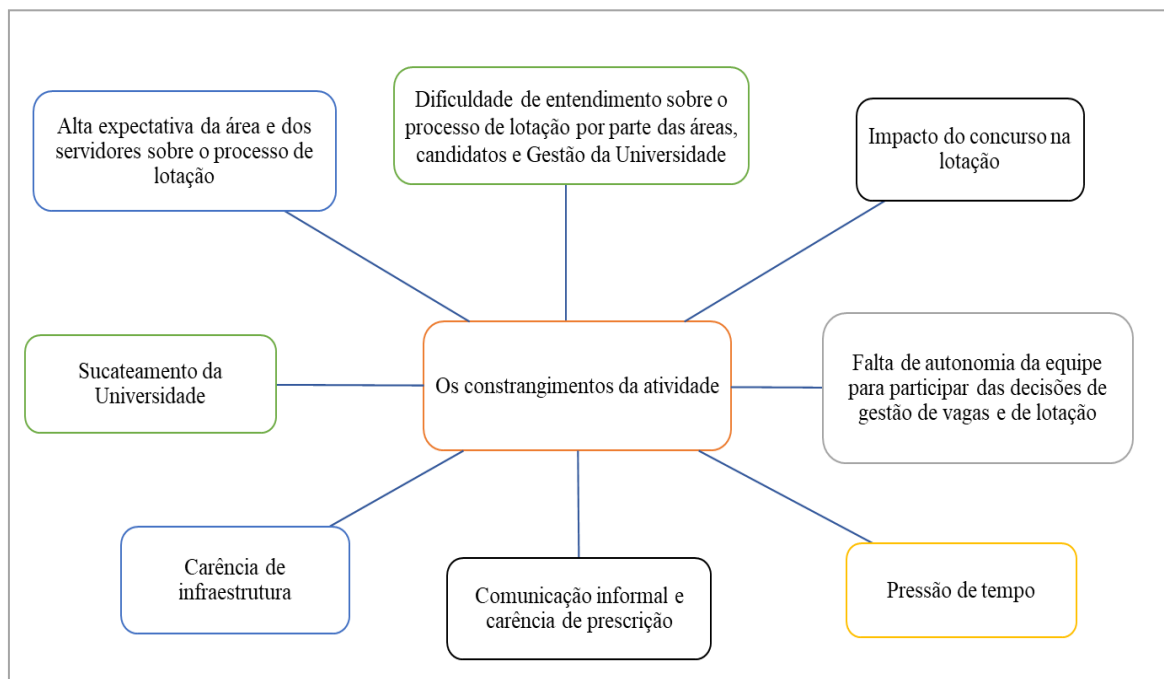 Alta expectativa da área e dos
servidores sobre o processo de
lotação
Dificuldade de entendimento sobre o
processo de lotação por parte das áreas,
candidatos e Gestão da Universidade
Impacto do concurso na
lotação
Sucateamento da
Universidade
Os constrangimentos da atividade
Falta de autonomia da equipe
para participar das decisões de
gestão de vagas e de lotação
Carência de
infraestrutura
Comunicação informal e
carência de prescrição
Pressão de tempo